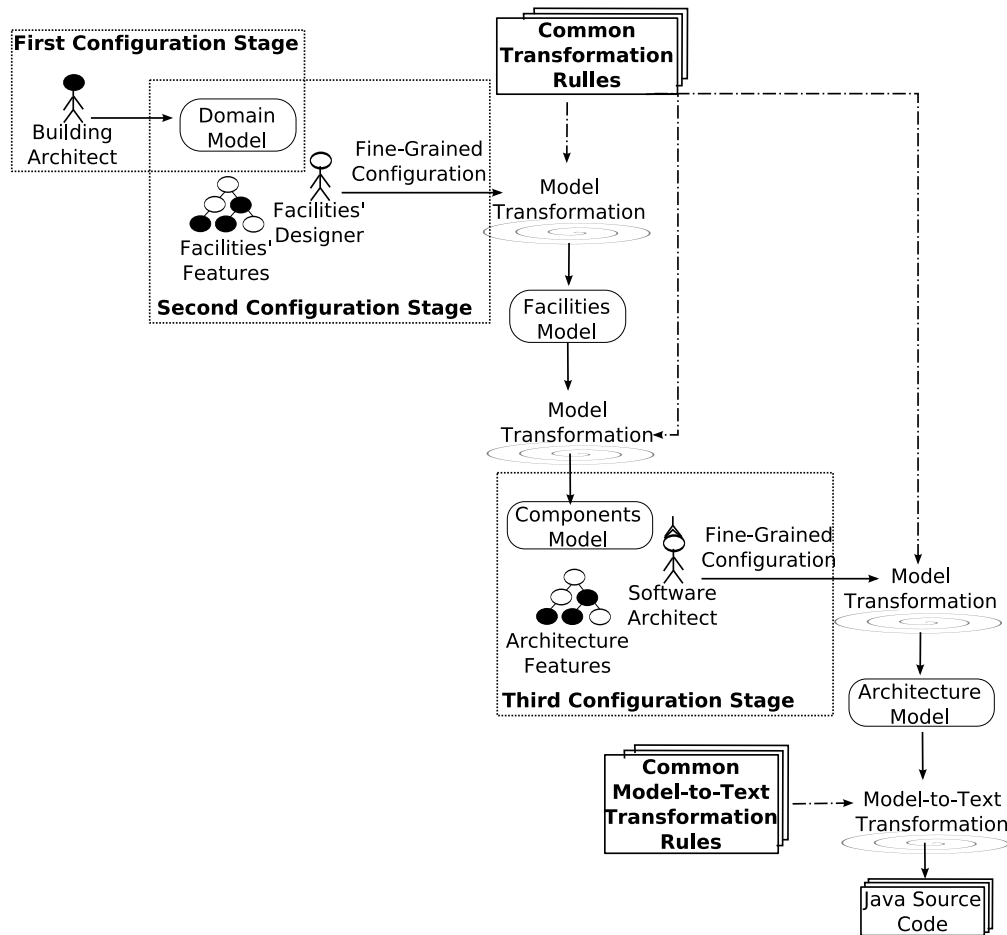 First Configuration Stage
Building
Architect
Domain
Model
Common
Transformation
Rulles
Fine-Grained
Configuration
Facilities'
Designer
Facilities'
Features
Second Configuration Stage
Model
Transformation
Facilities
Model
Model
Transformation
Components
Model
Fine-Grained
Configuration
Software
Architect
Architecture
Features
Third Configuration Stage
Model
Transformation
Architecture
Model
Common
Model-to-Text
Transformation
Rules
Model-to-Text
Transformation
Java Source
Code